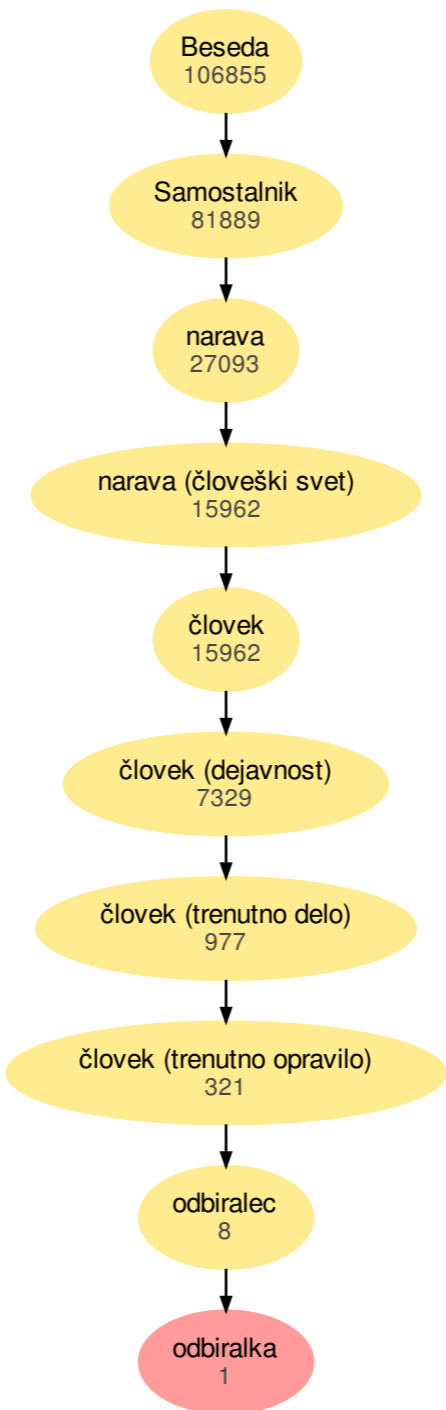 Beseda
106855
Samostalnik
81889
narava
27093
narava (človeški svet)
15962
človek
15962
človek (dejavnost)
7329
človek (trenutno delo)
977
človek (trenutno opravilo)
321
odbiralec
8
odbiralka
1